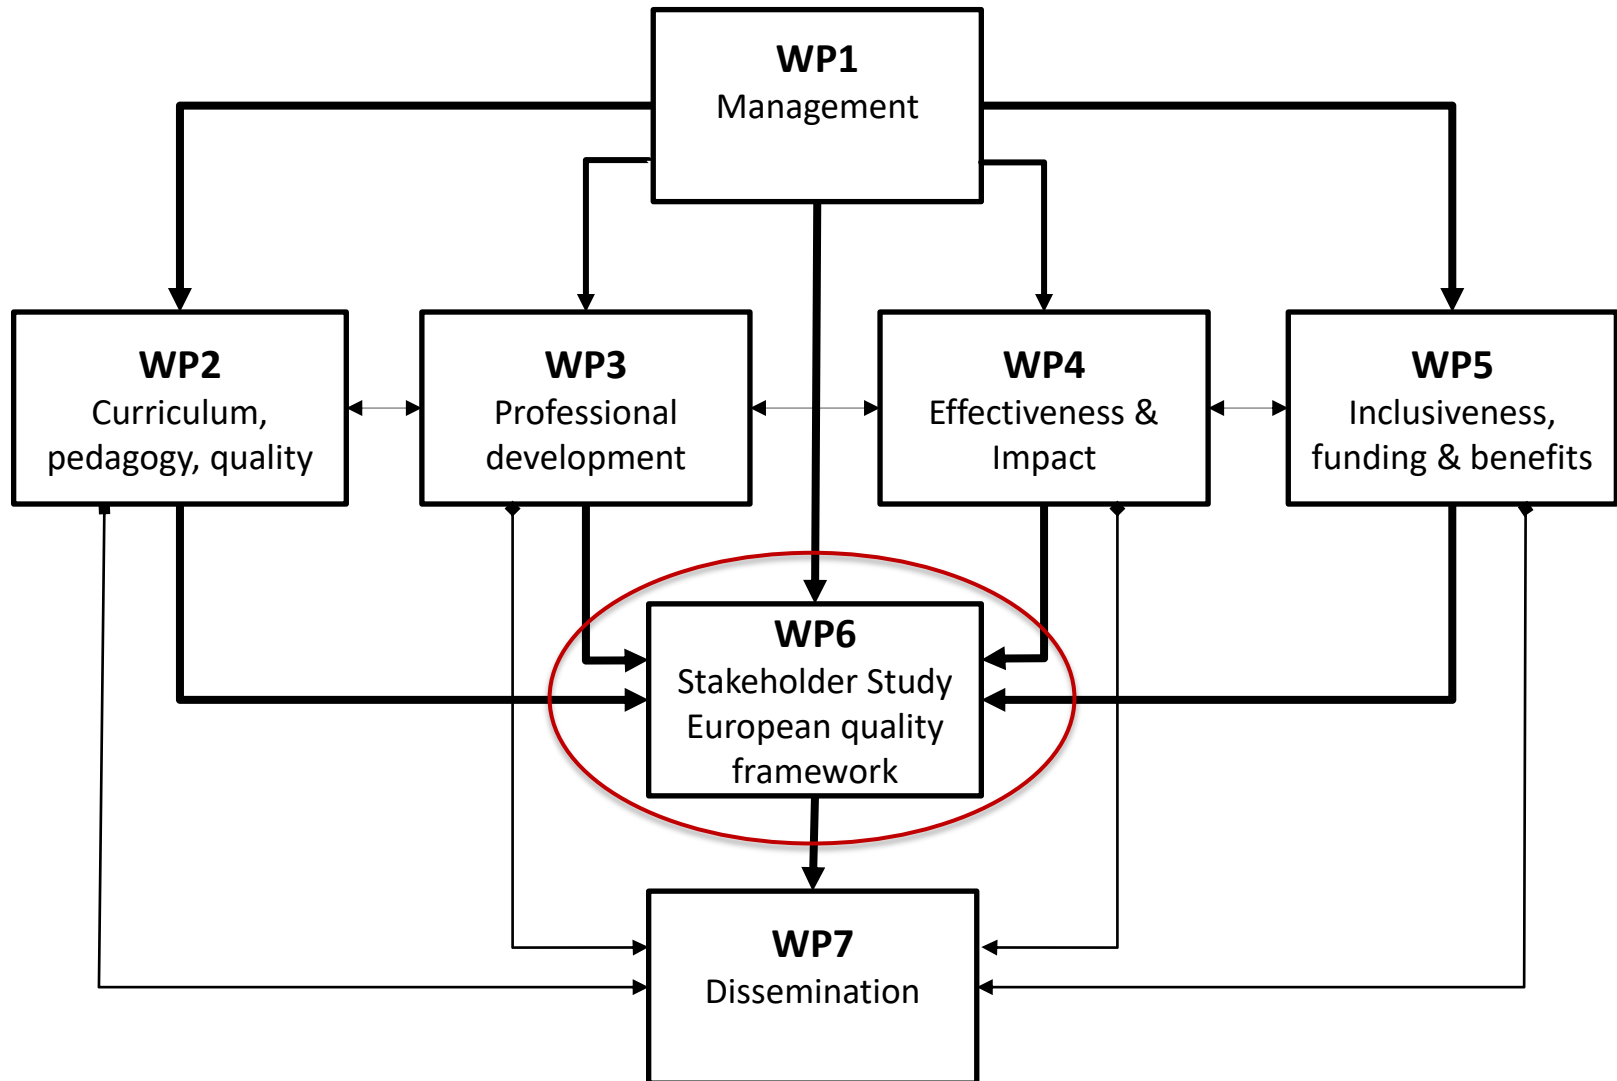 WP1
Management
WP2
Curriculum,
pedagogy, quality
WP3
Professional
development
WP4
Effectiveness &
Impact
WP5
Inclusiveness,
funding & benefits
WP6
Stakeholder Study
European quality
framework
WP7
Dissemination